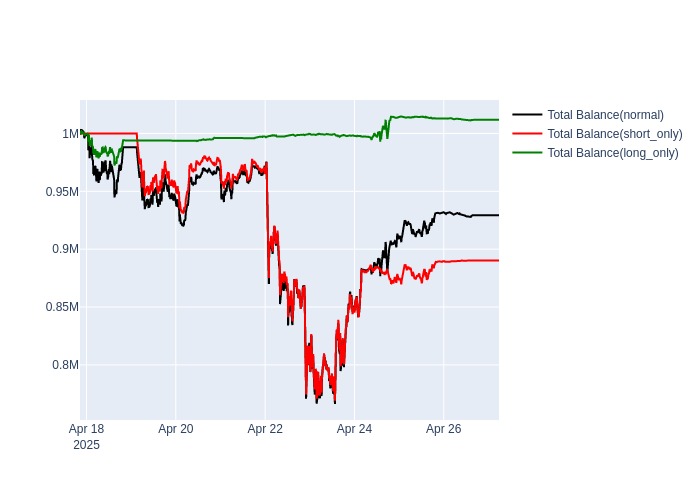 1M
0.95M
0.9M
0.85M
0.8M
Apr 18
2025
Apr 20
Apr 22
Apr 24
Apr 26
Total Balance(normal)
Total Balance(short_only)
Total Balance(long_only)